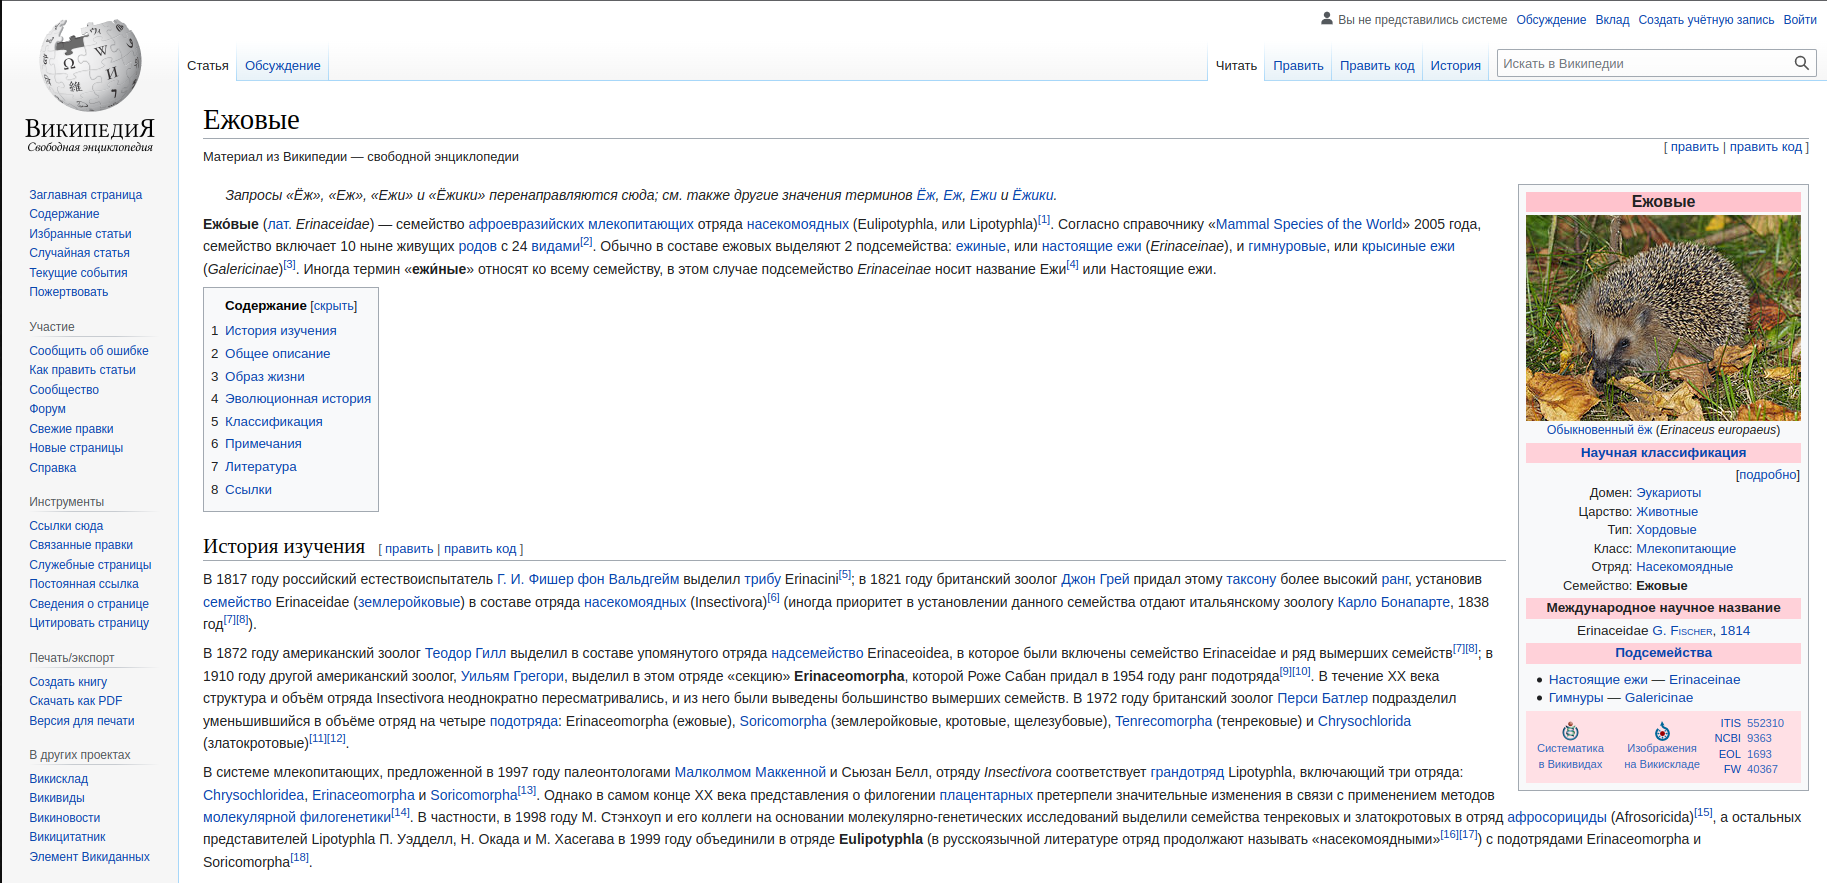 Вы не представились системе Обсуждение Вклад Создать учётную запись Войти
Статья Обсуждение Читать Править Править код История Искать в Википедии
ВикипедиЯ
Свободная энциклопедия
Заглавная страница
Содержание
Избранные статьи
Случайная статья
Текущие события
Пожертвовать
Участие
Сообщить об ошибке
Как править статьи
Сообщество
Форум
Свежие правки
Новые страницы
Справка
Инструменты
Ссылки сюда
Связанные правки
Служебные страницы
Постоянная ссылка
Сведения о странице
Цитировать страницу
Печать/экспорт
Создать книгу
Скачать как PDF
Версия для печати
В других проектах
Викисклад
Викивиды
Викиновости
Викицитатник
Элемент Викиданных
Ежовые
[ править | править код ]
Материал из Википедии — свободной энциклопедии
Запросы «Ёж», «Еж», «Ежи» и «Ёжики» перенаправляются сюда; см. также другие значения терминов Ёж, Еж, Ежи и Ёжики.
Ежо́вые (лат. Erinaceidae) — семейство афроевразийских млекопитающих отряда насекомоядных (Eulipotyphla, или Lipotyphla)[1]. Согласно справочнику «Mammal Species of the World» 2005 года,
семейство включает 10 ныне живущих родов с 24 видами[2]. Обычно в составе ежовых выделяют 2 подсемейства: ежиные, или настоящие ежи (Erinaceinae), и гимнуровые, или крысиные ежи
(Galericinae)[3]. Иногда термин «ежи́ные» относят ко всему семейству, в этом случае подсемейство Erinaceinae носит название Ежи[4] или Настоящие ежи.
Содержание [скрыть]
1 История изучения
2 Общее описание
3 Образ жизни
4 Эволюционная история
5 Классификация
6 Примечания
7 Литература
8 Ссылки
История изучения [ править | править код ]
В 1817 году российский естествоиспытатель Г. И. Фишер фон Вальдгейм выделил трибу Erinacini[5]; в 1821 году британский зоолог Джон Грей придал этому таксону более высокий ранг, установив
семейство Erinaceidae (землеройковые) в составе отряда насекомоядных (Insectivora)[6] (иногда приоритет в установлении данного семейства отдают итальянскому зоологу Карло Бонапарте, 1838
год[7][8]).
В 1872 году американский зоолог Теодор Гилл выделил в составе упомянутого отряда надсемейство Erinaceoidea, в которое были включены семейство Erinaceidae и ряд вымерших семейств[7][8]; в
1910 году другой американский зоолог, Уильям Грегори, выделил в этом отряде «секцию» Erinaceomorpha, которой Роже Сабан придал в 1954 году ранг подотряда[9][10]. В течение XX века
структура и объём отряда Insectivora неоднократно пересматривались, и из него были выведены большинство вымерших семейств. В 1972 году британский зоолог Перси Батлер подразделил
уменьшившийся в объёме отряд на четыре подотряда: Erinaceomorpha (ежовые), Soricomorpha (землеройковые, кротовые, щелезубовые), Tenrecomorpha (тенрековые) и Chrysochlorida
(златокротовые)[11][12].
В системе млекопитающих, предложенной в 1997 году палеонтологами Малколмом Маккенной и Сьюзан Белл, отряду Insectivora соответствует грандотряд Lipotyphla, включающий три отряда:
Chrysochloridea, Erinaceomorpha и Soricomorpha[13]. Однако в самом конце XX века представления о филогении плацентарных претерпели значительные изменения в связи с применением методов
молекулярной филогенетики[14]. В частности, в 1998 году М. Стэнхоуп и его коллеги на основании молекулярно-генетических исследований выделили семейства тенрековых и златокротовых в отряд афросорициды (Afrosoricida)[15], а остальных
представителей Lipotyphla П. Уэдделл, Н. Окада и М. Хасегава в 1999 году объединили в отряде Eulipotyphla (в русскоязычной литературе отряд продолжают называть «насекомоядными»[16][17]) с подотрядами Erinaceomorpha и
Soricomorpha[18].
Ежовые
Обыкновенный ёж (Erinaceus europaeus)
Научная классификация
[подробно]
Домен: Эукариоты
Царство: Животные
Тип: Хордовые
Класс: Млекопитающие
Отряд: Насекомоядные
Семейство: Ежовые
Международное научное название
Erinaceidae G. Fischer, 1814
Подсемейства
• Настоящие ежи — Erinaceinae
• Гимнуры — Galericinae
Систематика
в Викивидах
Изображения
на Викискладе
ITIS 552310
NCBI 9363
EOL 1693
FW 40367